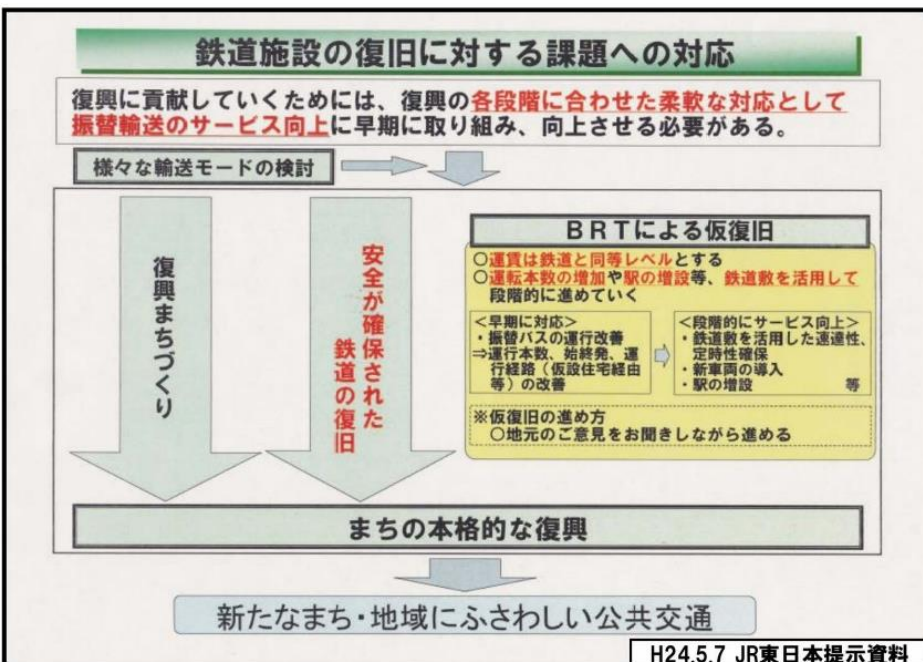 鉄道施設の復旧に対する課題への対応
復興に貢献していくためには、復興の各段階に合わせた柔軟な対応として
振替輸送のサービス向上に早期に取り組み、向上させる必要がある。
様々な輸送モードの検討
復興まちづくり
安全が確保された
鉄道の復旧
ＢＲＴによる仮復旧
○運賃は鉄道と同等レベルとする
○運転本数の増加や駅の増設等、鉄道敷を活用して
段階的に進めていく
＜早期に対応＞
・振替バスの運行改善
⇒運行本数、始終発、運
行経路（仮設住宅経由
等）の改善
＜段階的にサービス向上＞
・鉄道敷を活用した速達性、
定時性確保
・新車両の導入
・駅の増設　　　　　等
※仮復旧の進め方
○地元のご意見をお聞きしながら進める
まちの本格的な復興
新たなまち・地域にふさわしい公共交通
H24.5.7 JR東日本提示資料